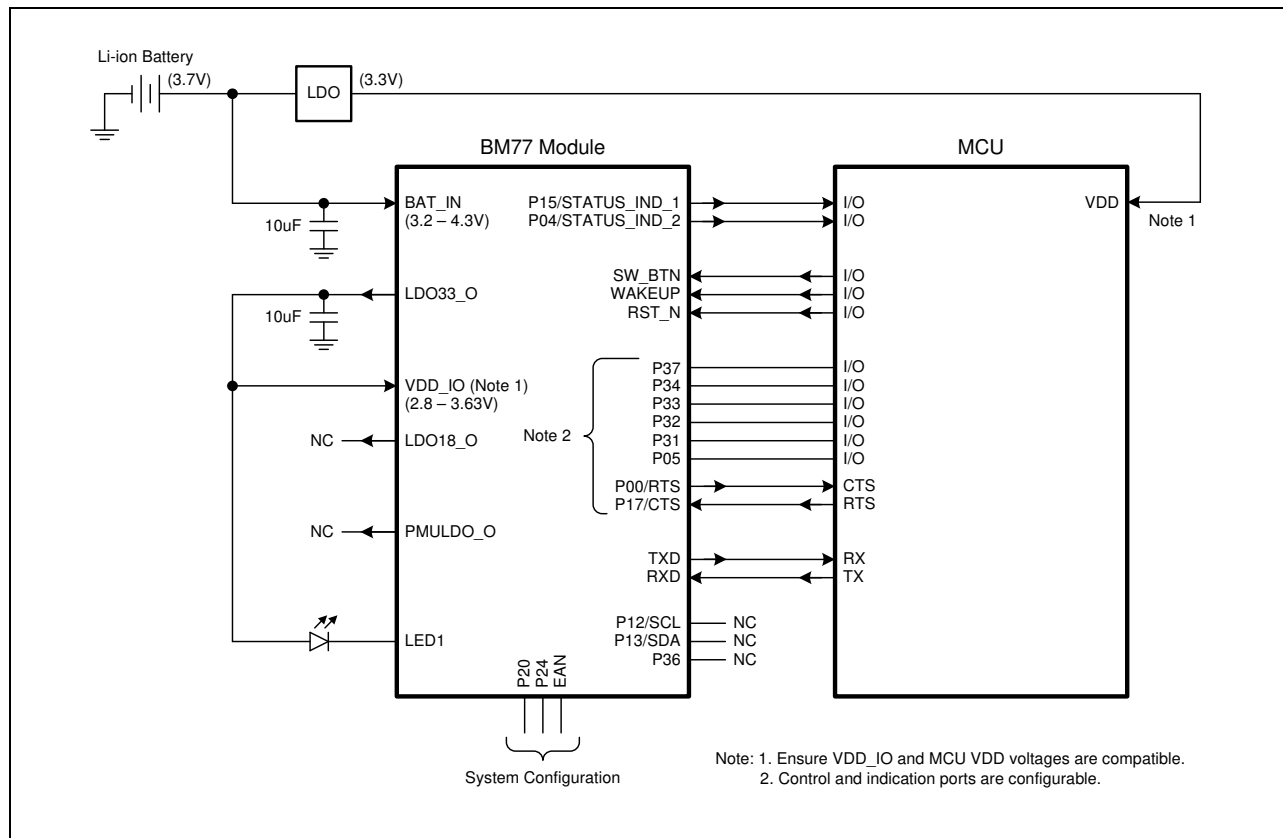 Li-ion Battery
(3.7V)
LDO
(3.3V)
BM77 Module
MCU
BAT_IN
(3.2 – 4.3V)
10uF
LDO33_O
10uF
VDD_IO (Note 1)
(2.8 – 3.63V)
NC
LDO18_O
NC
PMULDO_O
LED1
P15/STATUS_IND_1
P04/STATUS_IND_2
SW_BTN
WAKEUP
RST_N
Note 2
P37
P34
P33
P32
P31
P05
P00/RTS
P17/CTS
TXD
RXD
P12/SCL
NC
P13/SDA
NC
P36
NC
P20
P24
EAN
System Configuration
I/O
I/O
I/O
I/O
I/O
I/O
I/O
I/O
I/O
I/O
I/O
CTS
RTS
RX
TX
VDD
Note 1
Note: 1. Ensure VDD_IO and MCU VDD voltages are compatible.
2. Control and indication ports are configurable.